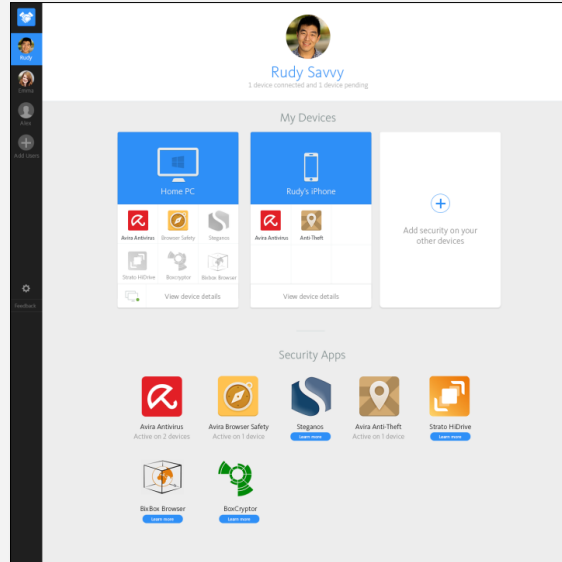 Rudy
Emma
Alex
Add Users
Feedback
Rudy Savvy
1 device connected and 1 device pending
My Devices
Home PC
Avira Antivirus
Browser Safety
Steganos
Strato HiDrive
Boxcryptor
BixBox Browser
View device details
Rudy's iPhone
Avira Antivirus
Anti-Theft
View device details
Add security on your
other devices
Security Apps
Avira Antivirus
Active on 2 devices
Avira Browser Safety
Active on 1 device
Steganos
Learn more
Avira Anti-Theft
Active on 1 device
Strato HiDrive
Learn more
BixBox Browser
Learn more
BoxCryptor
Learn more